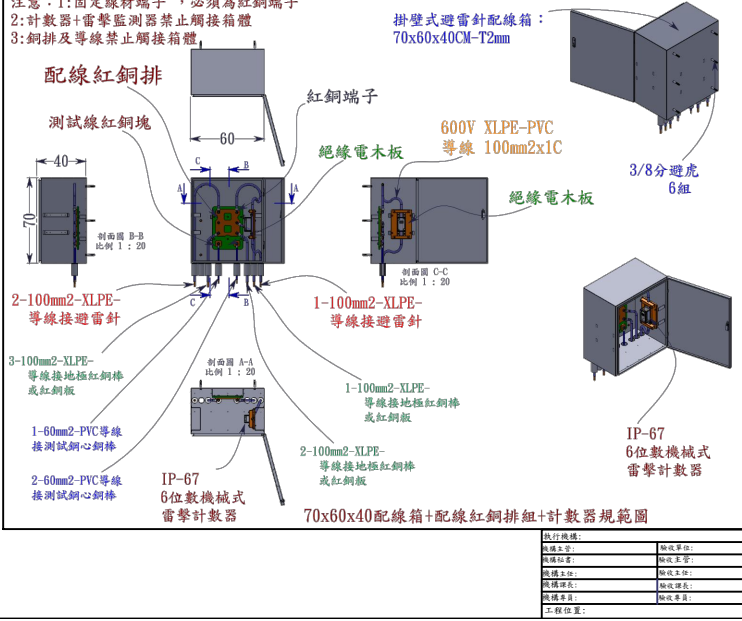 注意：1:固定線材端子，必須為紅銅端子
2:計數器+雷擊監測器禁止觸接箱體
3:銅排及導線禁止觸接箱體
掛壁式避雷針配線箱：
70x60x40CM-T2mm
配線紅銅排
紅銅端子
測試線紅銅塊
60
600V XLPE-PVC
導線 100mm2x1C
絕緣電木板
3/8分避虎
6組
40
70
C
B
A
A
剖面圖 B-B
比例 1 : 20
絕緣電木板
剖面圖 C-C
比例 1 : 20
C
B
2-100mm2-XLPE-
導線接避雷針
1-100mm2-XLPE-
導線接避雷針
3-100mm2-XLPE-
導線接地極紅銅棒
或紅銅板
剖面圖 A-A
比例 1 : 20
1-100mm2-XLPE-
導線接地極紅銅棒
或紅銅板
1-60mm2-PVC導線
接測試銅心銅棒
2-60mm2-PVC導線
接測試銅心銅棒
IP-67
6位數機械式
雷擊計數器
2-100mm2-XLPE-
導線接地極紅銅棒
或紅銅板
IP-67
6位數機械式
雷擊計數器
70x60x40配線箱+配線紅銅排組+計數器規範圖
執行機構：
機構主管：
驗收單位：
機構秘書：
驗收主管：
機構主任：
驗收主任：
機構課長：
驗收課長：
機構專員：
驗收專員：
工程位置：